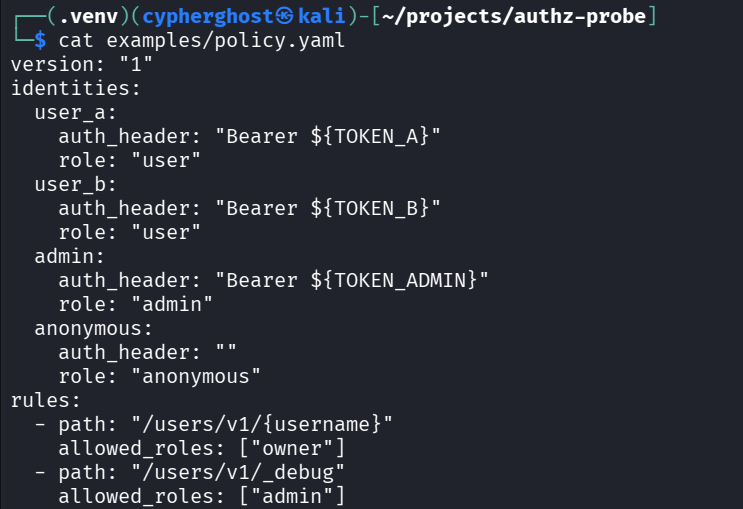 ┌──(.venv)(cypherghost㉿kali)-[~/projects/authz-probe]
└─$ cat examples/policy.yaml
version: "1"
identities:
  user_a:
    auth_header: "Bearer ${TOKEN_A}"
    role: "user"
  user_b:
    auth_header: "Bearer ${TOKEN_B}"
    role: "user"
  admin:
    auth_header: "Bearer ${TOKEN_ADMIN}"
    role: "admin"
  anonymous:
    auth_header: ""
    role: "anonymous"
rules:
  - path: "/users/v1/{username}"
    allowed_roles: ["owner"]
  - path: "/users/v1/_debug"
    allowed_roles: ["admin"]